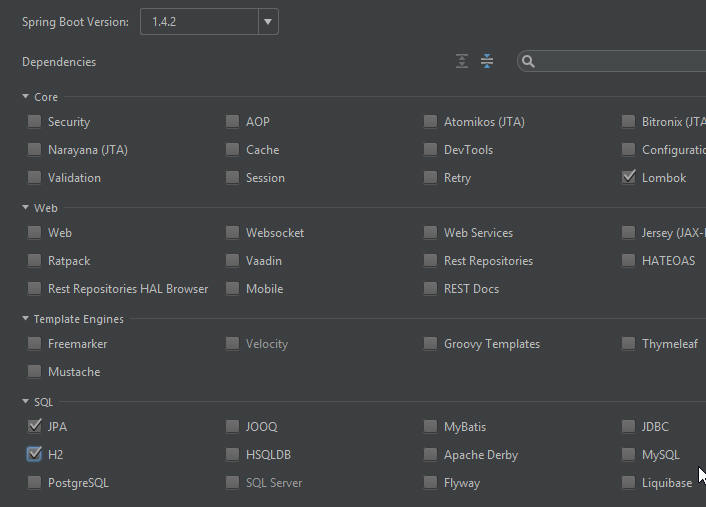 Spring Boot Version: 1.4.2
Dependencies
Core
Security AOP Atomikos (JTA) Bitronix (JTA
Narayana (JTA) Cache DevTools Configuratio
Validation Session Retry Lombok
Web
Web Websocket Web Services Jersey (JAX-
Ratpack Vaadin Rest Repositories HATEOAS
Rest Repositories HAL Browser Mobile REST Docs
Template Engines
Freemarker Velocity Groovy Templates Thymeleaf
Mustache
SQL
JPA JOOQ MyBatis JDBC
H2 HSQLDB Apache Derby MySQL
PostgreSQL SQL Server Flyway Liquibase